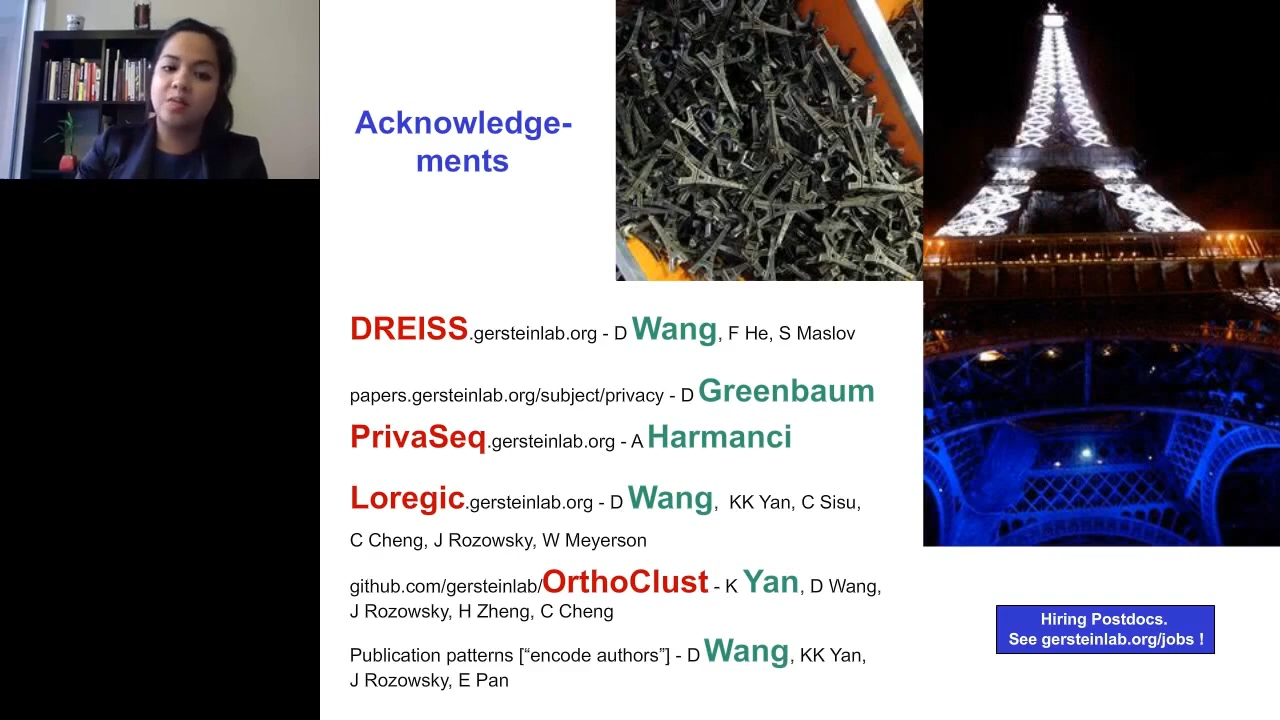 Acknowledge-
ments
DREISS.gersteinlab.org - D Wang, F He, S Maslov
papers.gersteinlab.org/subject/privacy - D Greenbaum
PrivaSeq.gersteinlab.org - A Harmanci
Loregic.gersteinlab.org - D Wang, KK Yan, C Sisu,
C Cheng, J Rozowsky, W Meyerson
github.com/gersteinlab/OrthoClust - K Yan, D Wang,
J Rozowsky, H Zheng, C Cheng
Publication patterns [“encode authors”] - D Wang, KK Yan,
J Rozowsky, E Pan
Hiring Postdocs.
See gersteinlab.org/jobs !